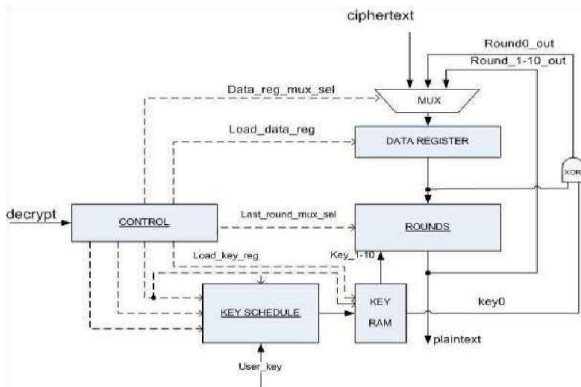 ciphertext
Round0_out
Round_1-10_out
Data_reg_mux_sel
MUX
Load_data_reg
DATA REGISTER
XOR
decrypt
CONTROL
Last_round_mux_sel
ROUNDS
Load_key_reg
Key_1-10
KEY SCHEDULE
KEY
RAM
key0
plaintext
User_key